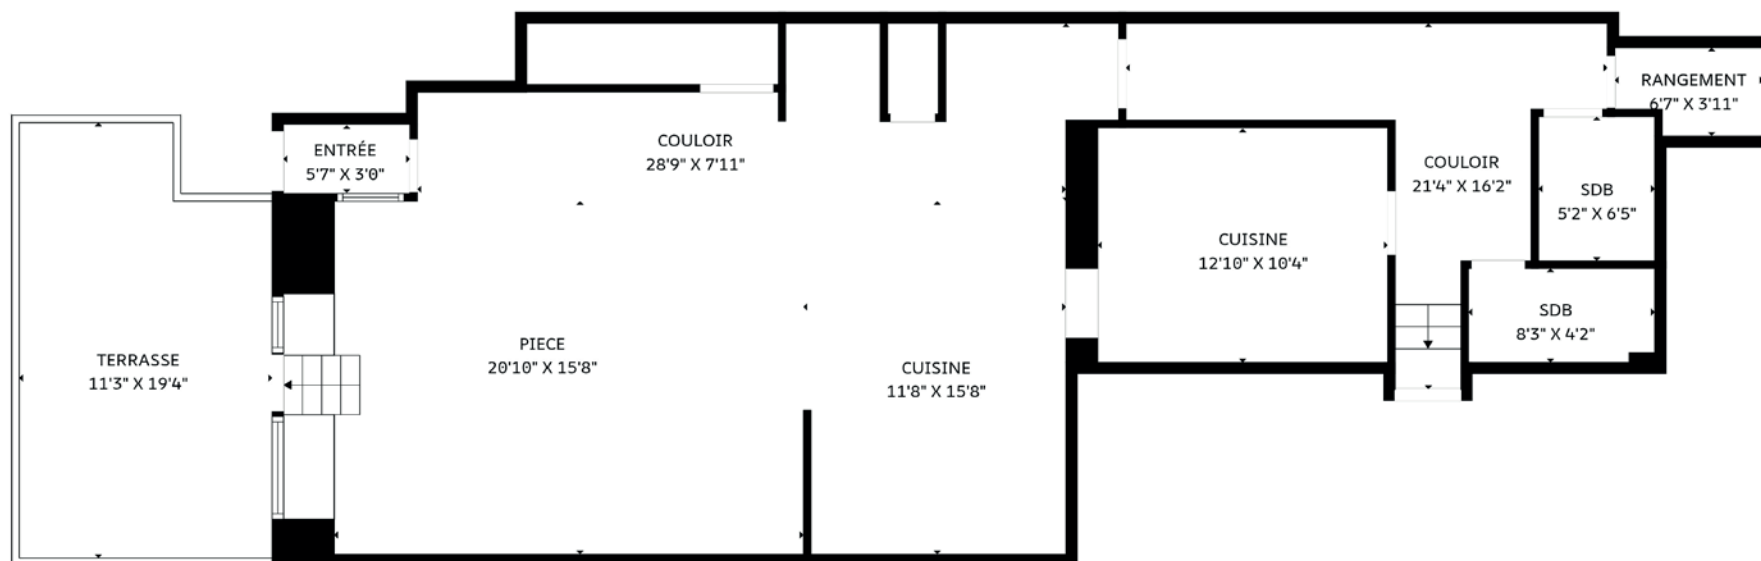 ENTRÉE
5'7" X 3'0"
COULOIR
28'9" X 7'11"
RANGEMENT
6'7" X 3'11"
COULOIR
21'4" X 16'2"
SDB
5'2" X 6'5"
CUISINE
12'10" X 10'4"
SDB
8'3" X 4'2"
TERRASSE
11'3" X 19'4"
PIECE
20'10" X 15'8"
CUISINE
11'8" X 15'8"